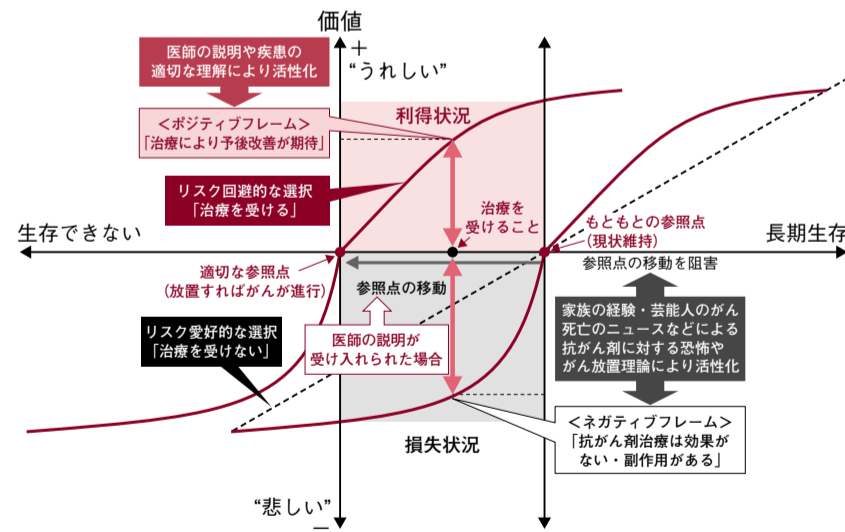 価値
+
“うれしい”
医師の説明や疾患の
適切な理解により活性化
<ポジティブフレーム>
「治療により予後改善が期待」
利得状況
リスク回避的な選択
「治療を受ける」
治療を
受けること
もともとの参照点
(現状維持)
生存できない
長期生存
適切な参照点
(放置すればがんが進行)
参照点の移動
参照点の移動を阻害
医師の説明が
受け入れられた場合
家族の経験・芸能人のがん
死亡のニュースなどによる
抗がん剤に対する恐怖や
がん放置理論により活性化
リスク愛好的な選択
「治療を受けない」
<ネガティブフレーム>
「抗がん剤治療は効果が
ない・副作用がある」
損失状況
“悲しい”
−